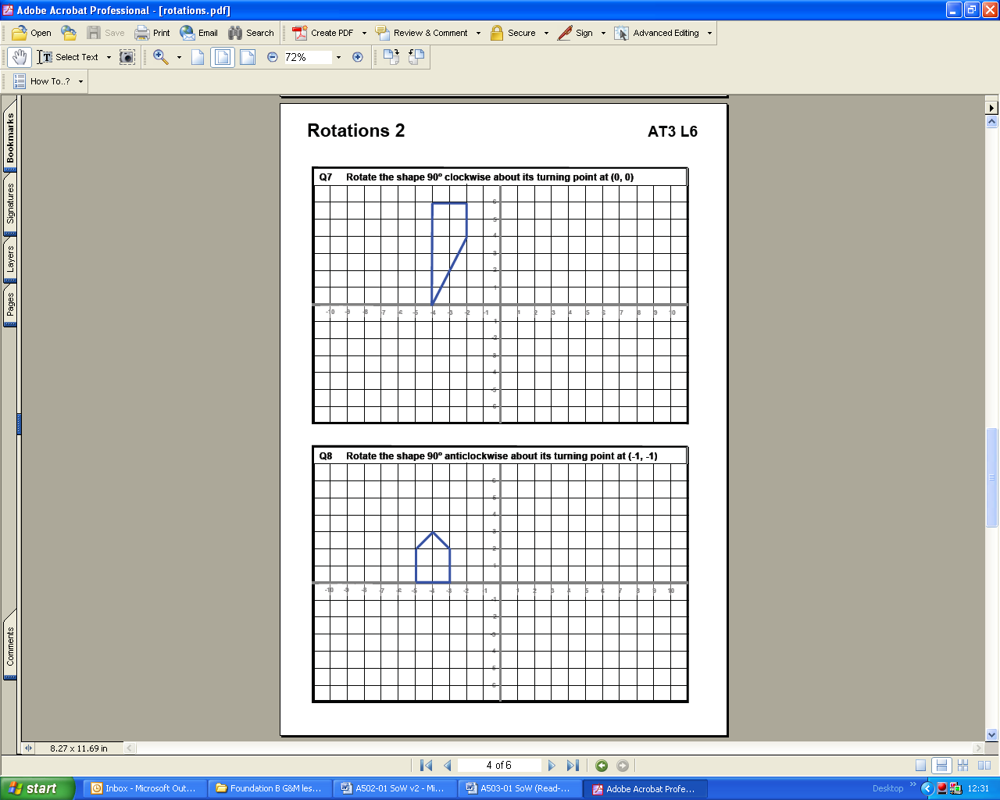 Adobe Acrobat Professional - [rotations.pdf]
Open Save Print Email Search Create PDF Review & Comment Secure Sign Advanced Editing
Select Text 72%
How To..?
Bookmarks
Signatures
Layers
Pages
Comments
Rotations 2 AT3 L6
Q7 Rotate the shape 90° clockwise about its turning point at (0, 0)
6
5
4
3
2
1
-10 -9 -8 -7 -6 -5 -4 -3 -2 -1 1 2 3 4 5 6 7 8 9 10
-1
-2
-3
-4
-5
-6
Q8 Rotate the shape 90° anticlockwise about its turning point at (-1, -1)
6
5
4
3
2
1
-10 -9 -8 -7 -6 -5 -4 -3 -2 -1 1 2 3 4 5 6 7 8 9 10
-1
-2
-3
-4
-5
-6
8.27 x 11.69 in
4 of 6
start Inbox - Microsoft Out... Foundation B G&M les... A502-01 SoW v2 - Mi... A503-01 SoW (Read-... Adobe Acrobat Profe... Desktop 12:31